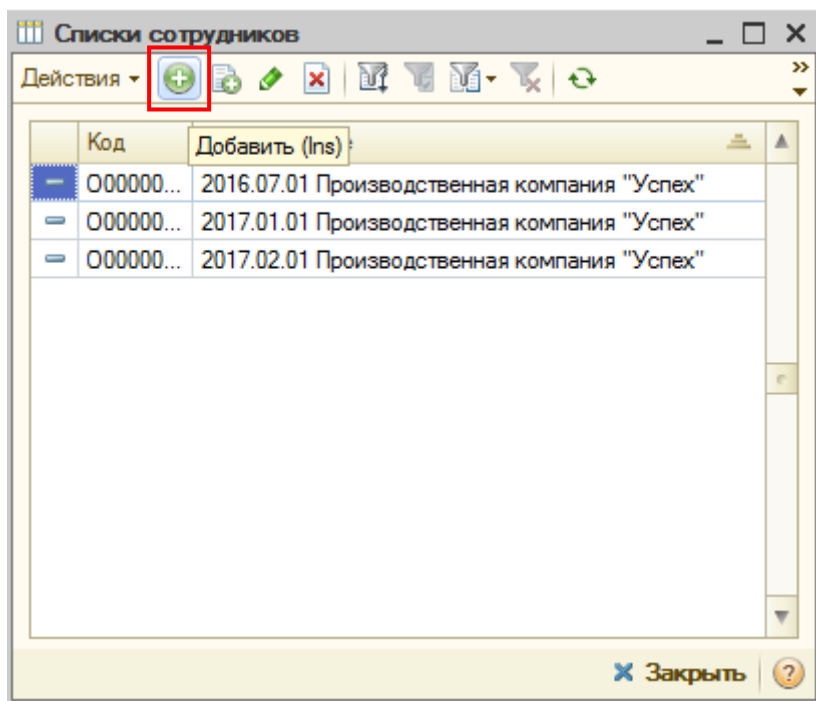 Списки сотрудников
Действия
Код
Добавить (Ins)
О00000... 2016.07.01 Производственная компания "Успех"
О00000... 2017.01.01 Производственная компания "Успех"
О00000... 2017.02.01 Производственная компания "Успех"
Закрыть